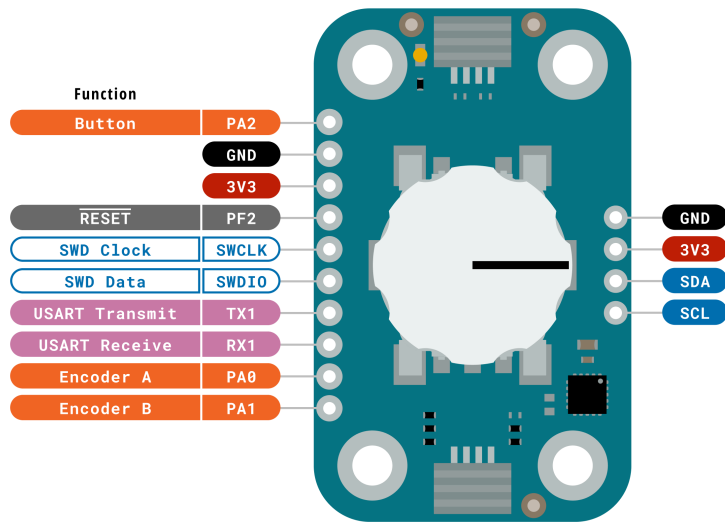 Function
Button PA2
GND
3V3
RESET PF2
SWD Clock SWCLK
SWD Data SWDIO
USART Transmit TX1
USART Receive RX1
Encoder A PA0
Encoder B PA1
GND
3V3
SDA
SCL